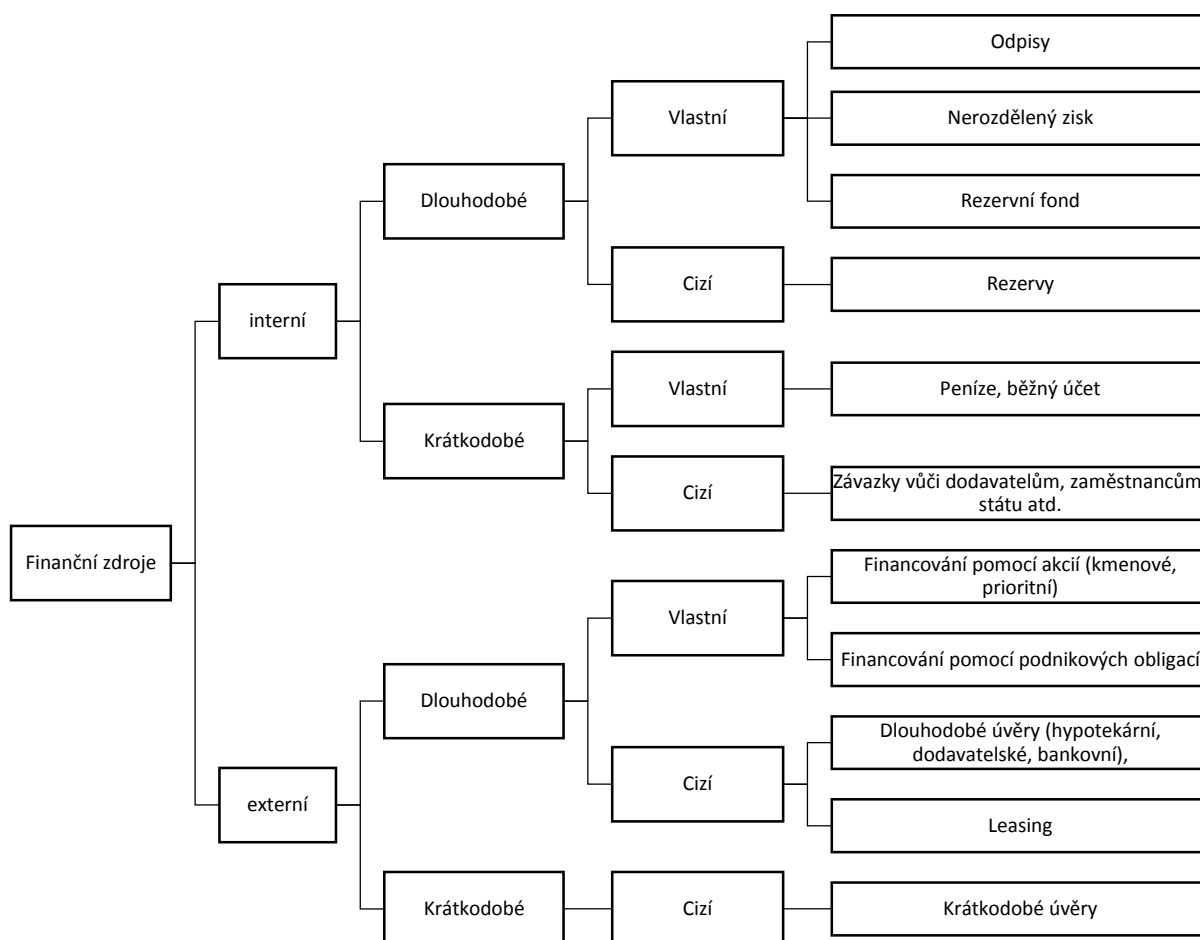 Odpisy
Vlastní
Nerozdělený zisk
Dlouhodobé
Rezervní fond
Cizí
Rezervy
interní
Vlastní
Peníze, běžný účet
Krátkodobé
Cizí
Závazky vůči dodavatelům, zaměstnancům
státu atd.
Finanční zdroje
Financování pomocí akcií (kmenové,
prioritní)
Vlastní
Financování pomocí podnikových obligací
Dlouhodobé
Dlouhodobé úvěry (hypotekární,
dodavatelské, bankovní),
Cizí
externí
Leasing
Krátkodobé
Cizí
Krátkodobé úvěry